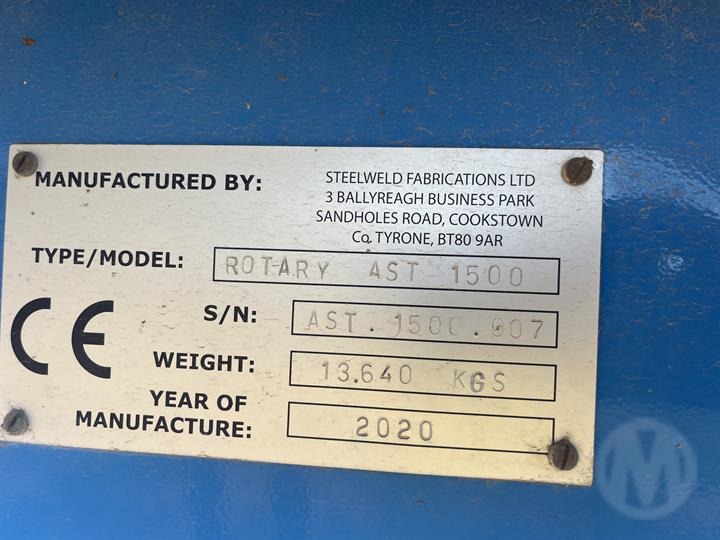 MANUFACTURED BY:
STEELWELD FABRICATIONS LTD
3 BALLYREAGH BUSINESS PARK
SANDHOLES ROAD, COOKSTOWN
Co. TYRONE, BT80 9AR
TYPE/MODEL: ROTARY AST 1500
S/N: AST.1500.007
CE
WEIGHT: 13.640 KGS
YEAR OF
MANUFACTURE: 2020
M